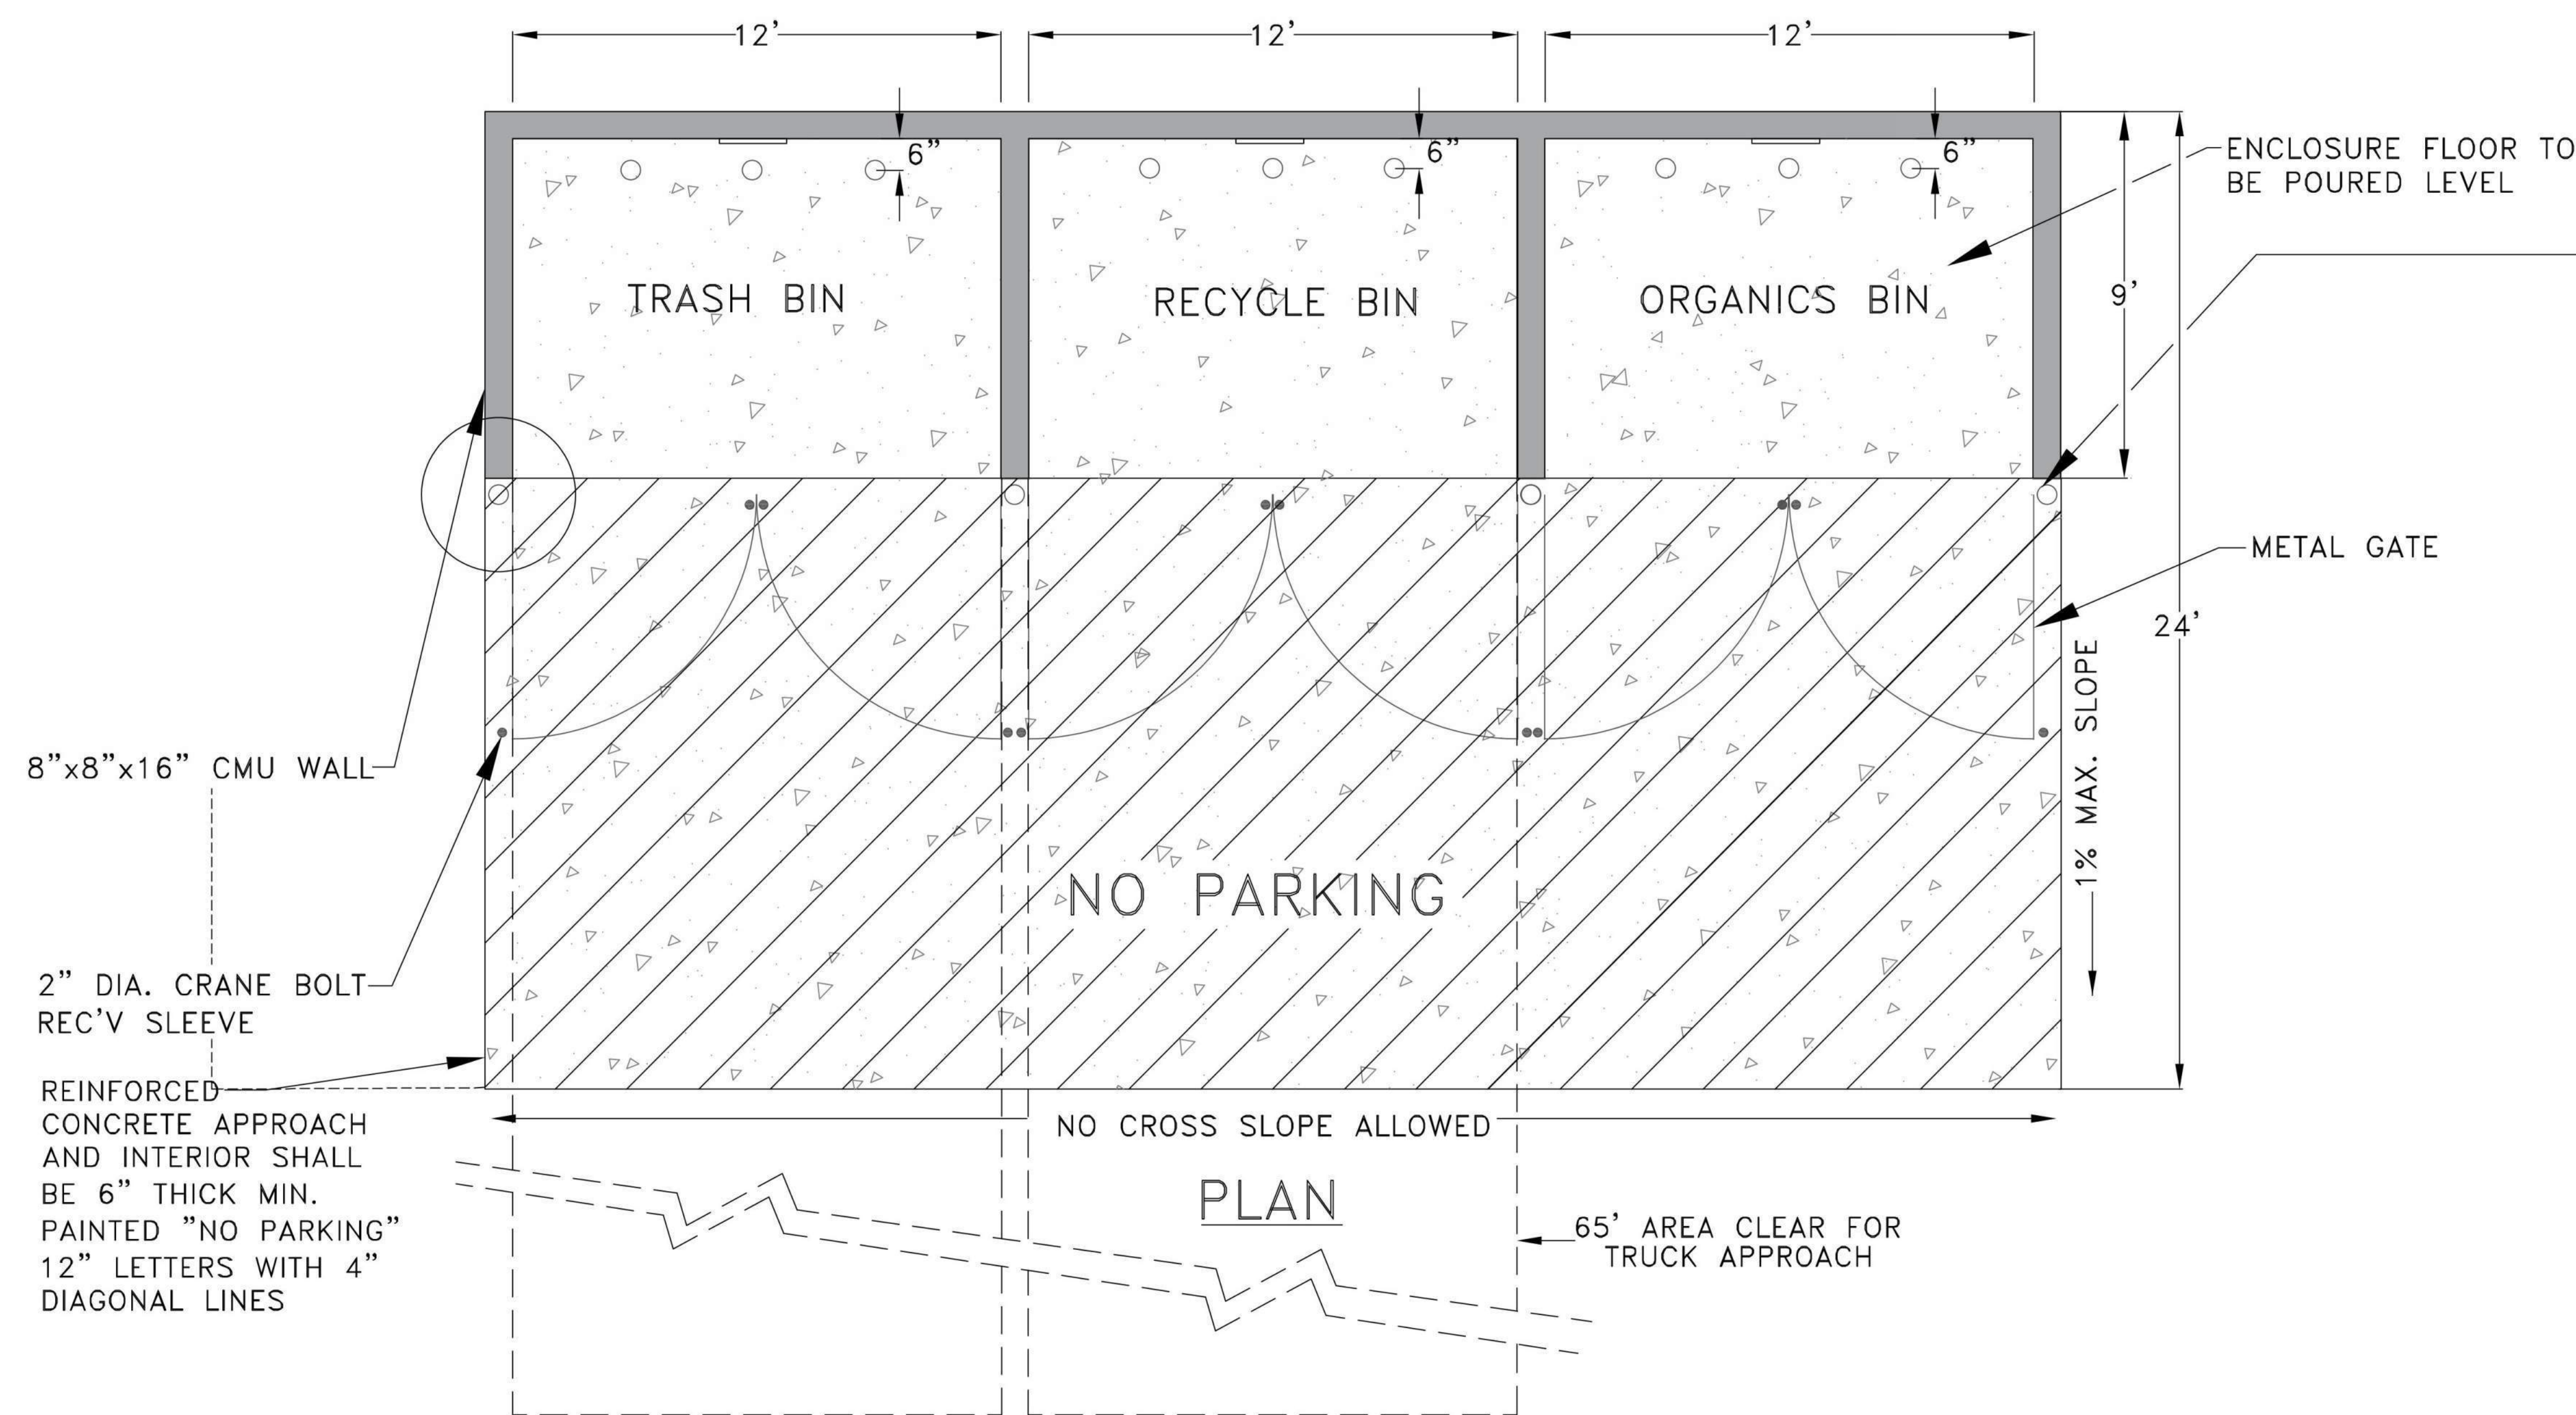 12’
12’
12’
6”
6”
6”
ENCLOSURE FLOOR TO
BE POURED LEVEL
TRASH BIN
RECYCLE BIN
ORGANICS BIN
9’
METAL GATE
24’
1% MAX. SLOPE
8”x8”x16” CMU WALL
NO PARKING
2” DIA. CRANE BOLT
REC’V SLEEVE
REINFORCED
CONCRETE APPROACH
AND INTERIOR SHALL
BE 6” THICK MIN.
PAINTED ”NO PARKING”
12” LETTERS WITH 4”
DIAGONAL LINES
NO CROSS SLOPE ALLOWED
PLAN
65’ AREA CLEAR FOR
TRUCK APPROACH